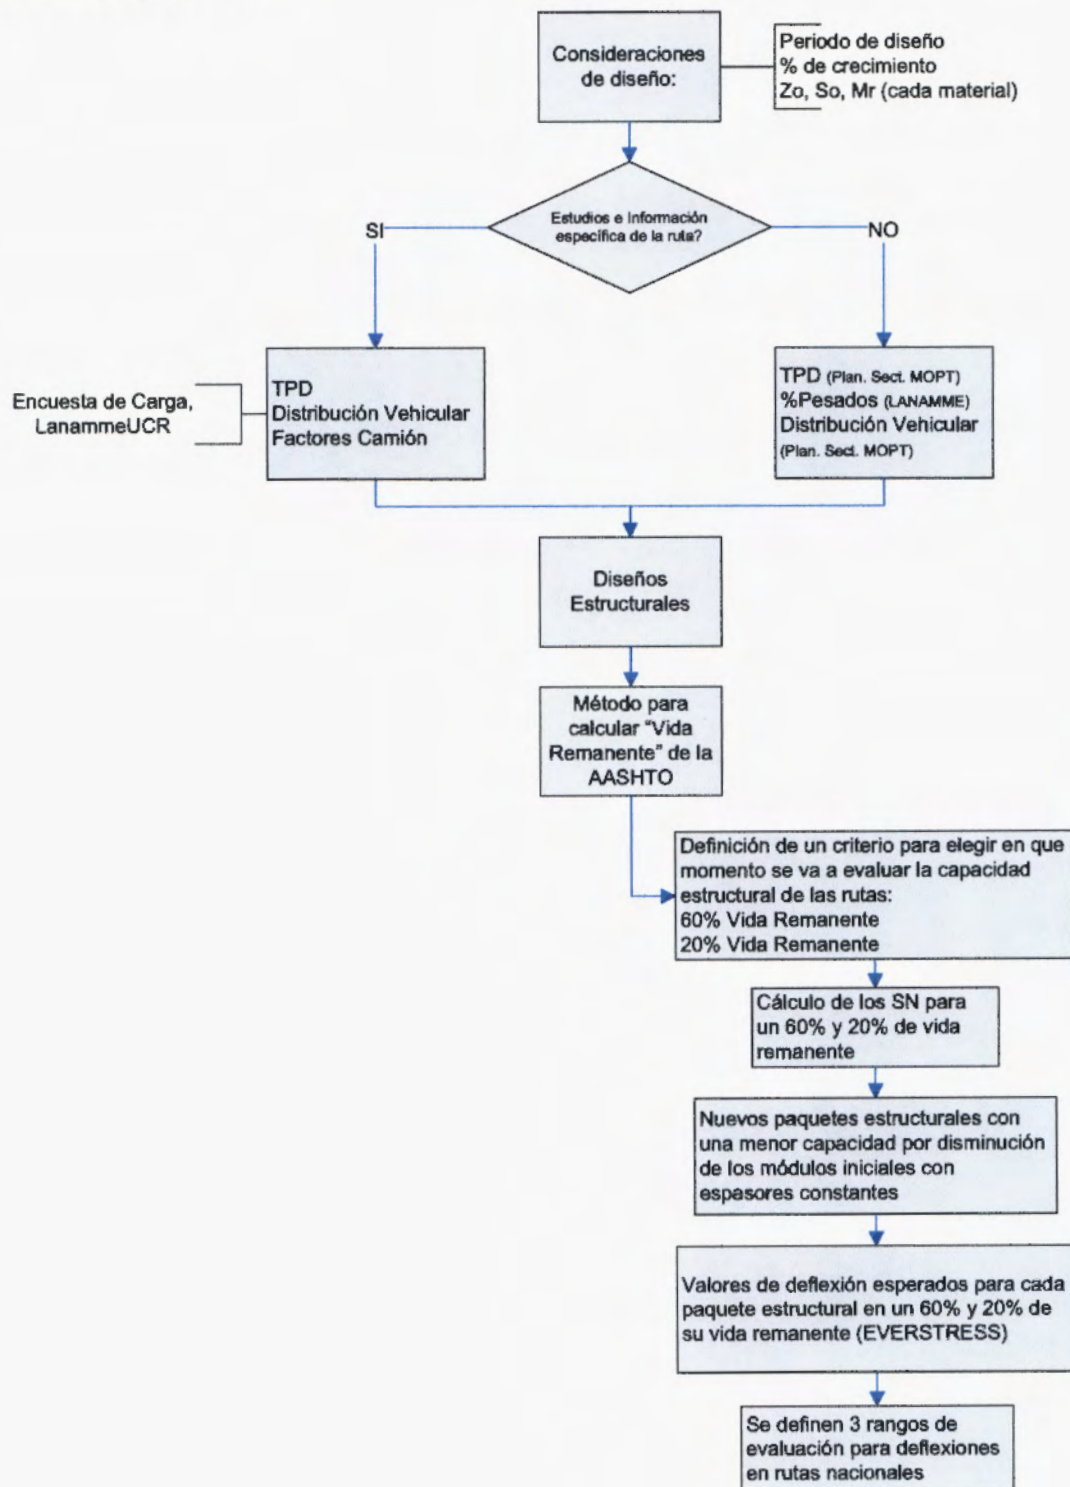 Consideraciones
de diseño:
Periodo de diseño
% de crecimiento
Zo, So, Mr (cada material)
Estudios e Información
específica de la ruta?
SI
NO
Encuesta de Carga,
LanammeUCR
TPD
Distribución Vehicular
Factores Camión
TPD (Plan. Sect. MOPT)
%Pesados (LANAMME)
Distribución Vehicular
(Plan. Sect. MOPT)
Diseños
Estructurales
Método para
calcular "Vida
Remanente" de la
AASHTO
Definición de un criterio para elegir en que
momento se va a evaluar la capacidad
estructural de las rutas:
60% Vida Remanente
20% Vida Remanente
Cálculo de los SN para
un 60% y 20% de vida
remanente
Nuevos paquetes estructurales con
una menor capacidad por disminución
de los módulos iniciales con
espasores constantes
Valores de deflexión esperados para cada
paquete estructural en un 60% y 20% de
su vida remanente (EVERSTRESS)
Se definen 3 rangos de
evaluación para deflexiones
en rutas nacionales